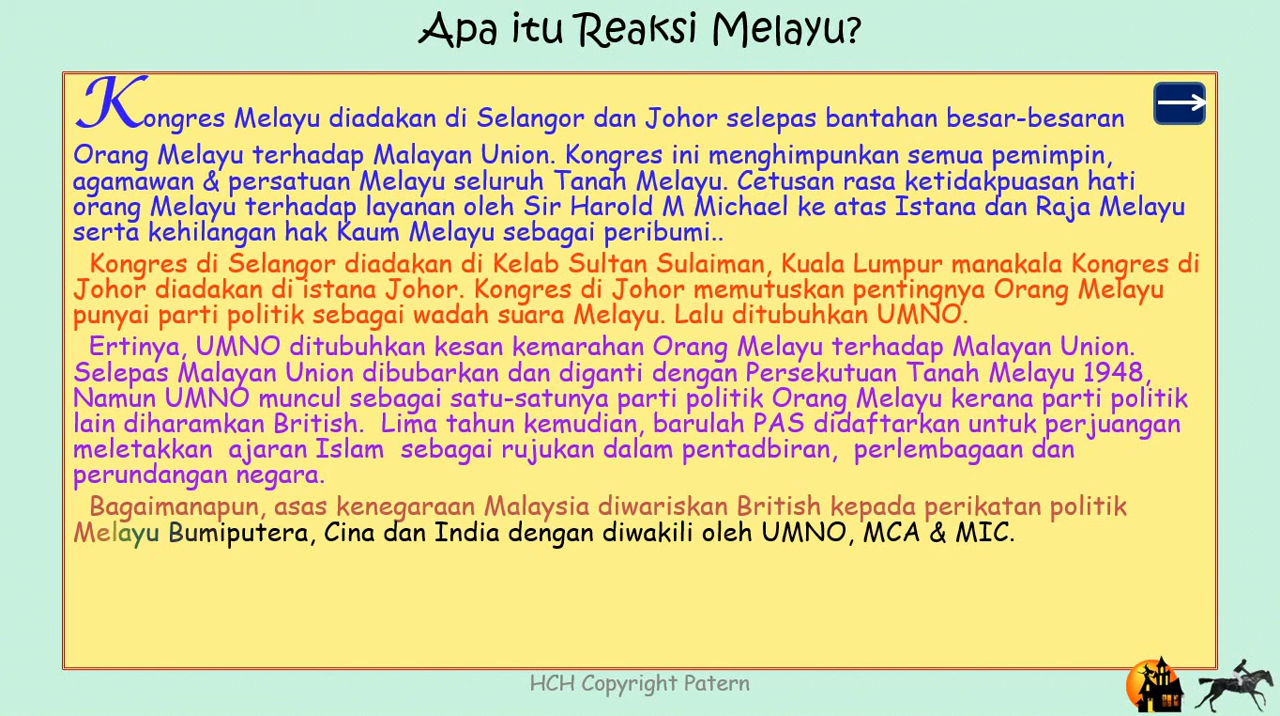 Apa itu Reaksi Melayu?
Kongres Melayu diadakan di Selangor dan Johor selepas bantahan besar-besaran
Orang Melayu terhadap Malayan Union. Kongres ini menghimpunkan semua pemimpin,
agamawan & persatuan Melayu seluruh Tanah Melayu. Cetusan rasa ketidakpuasan hati
orang Melayu terhadap layanan oleh Sir Harold M Michael ke atas Istana dan Raja Melayu
serta kehilangan hak Kaum Melayu sebagai peribumi..
Kongres di Selangor diadakan di Kelab Sultan Sulaiman, Kuala Lumpur manakala Kongres di
Johor diadakan di istana Johor. Kongres di Johor memutuskan pentingnya Orang Melayu
punyai parti politik sebagai wadah suara Melayu. Lalu ditubuhkan UMNO.
Ertinya, UMNO ditubuhkan kesan kemarahan Orang Melayu terhadap Malayan Union.
Selepas Malayan Union dibubarkan dan diganti dengan Persekutuan Tanah Melayu 1948,
Namun UMNO muncul sebagai satu-satunya parti politik Orang Melayu kerana parti politik
lain diharamkan British. Lima tahun kemudian, barulah PAS didaftarkan untuk perjuangan
meletakkan ajaran Islam sebagai rujukan dalam pentadbiran, perlembagaan dan
perundangan negara.
Bagaimanapun, asas kenegaraan Malaysia diwariskan British kepada perikatan politik
Melayu Bumiputera, Cina dan India dengan diwakili oleh UMNO, MCA & MIC.
HCH Copyright Patern